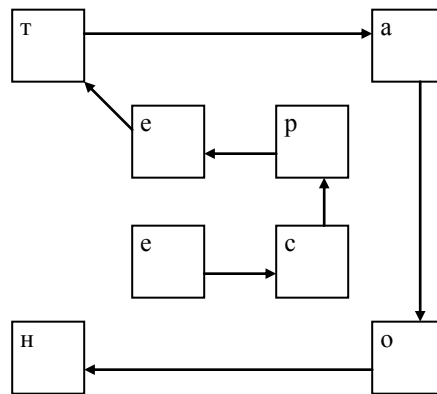 т а
е р
е с
н о